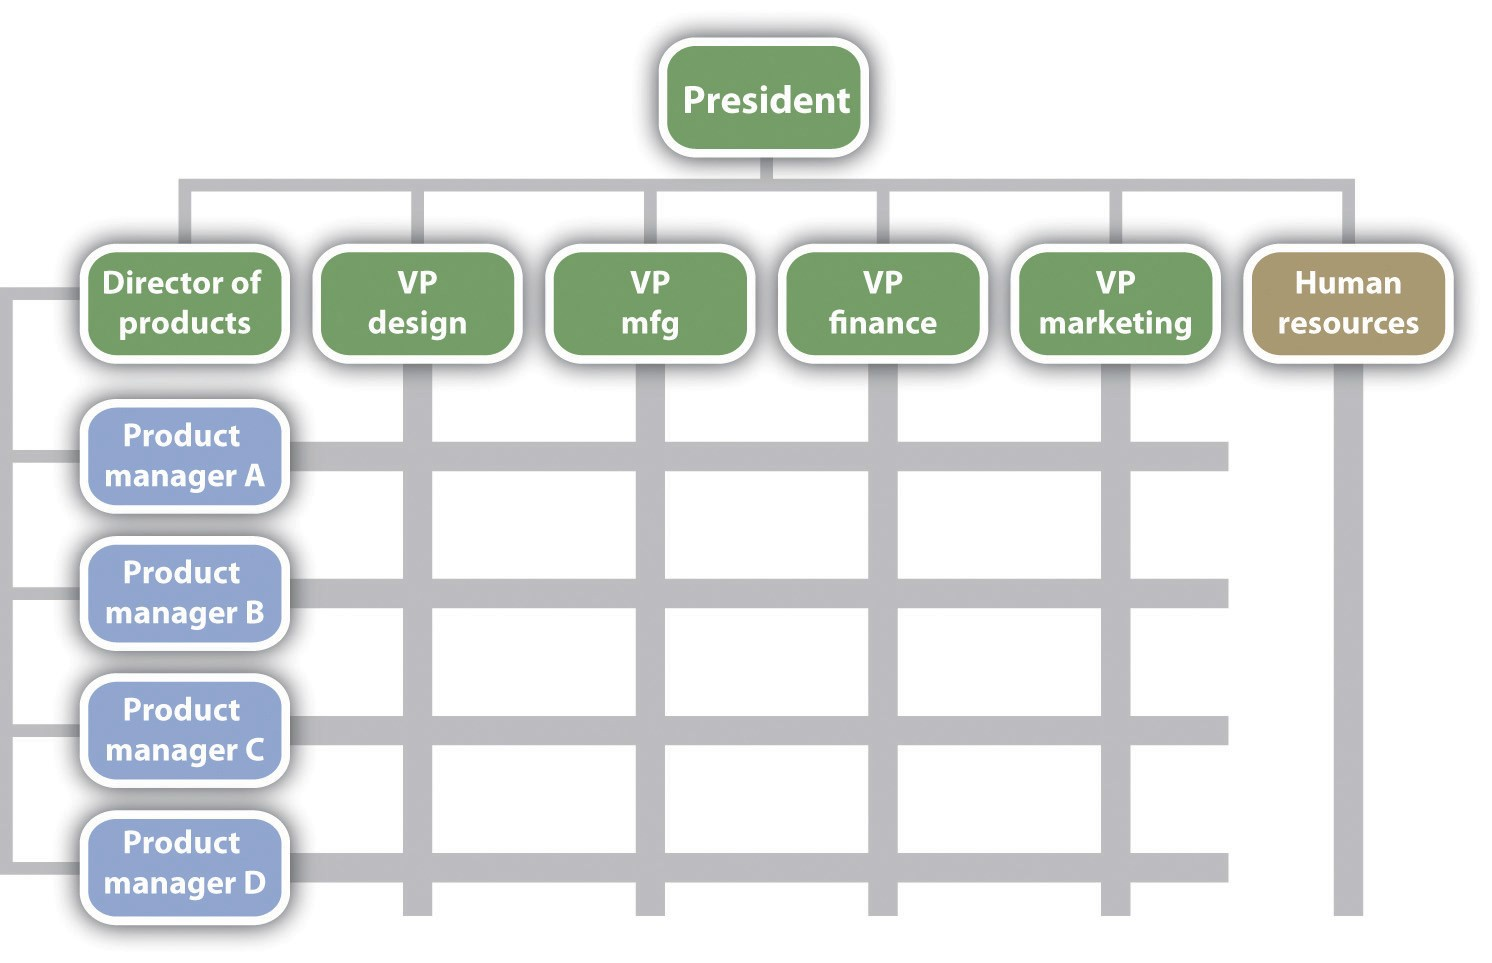 President
Director of
products
VP
design
VP
mfg
VP
finance
VP
marketing
Human
resources
Product
manager A
Product
manager B
Product
manager C
Product
manager D